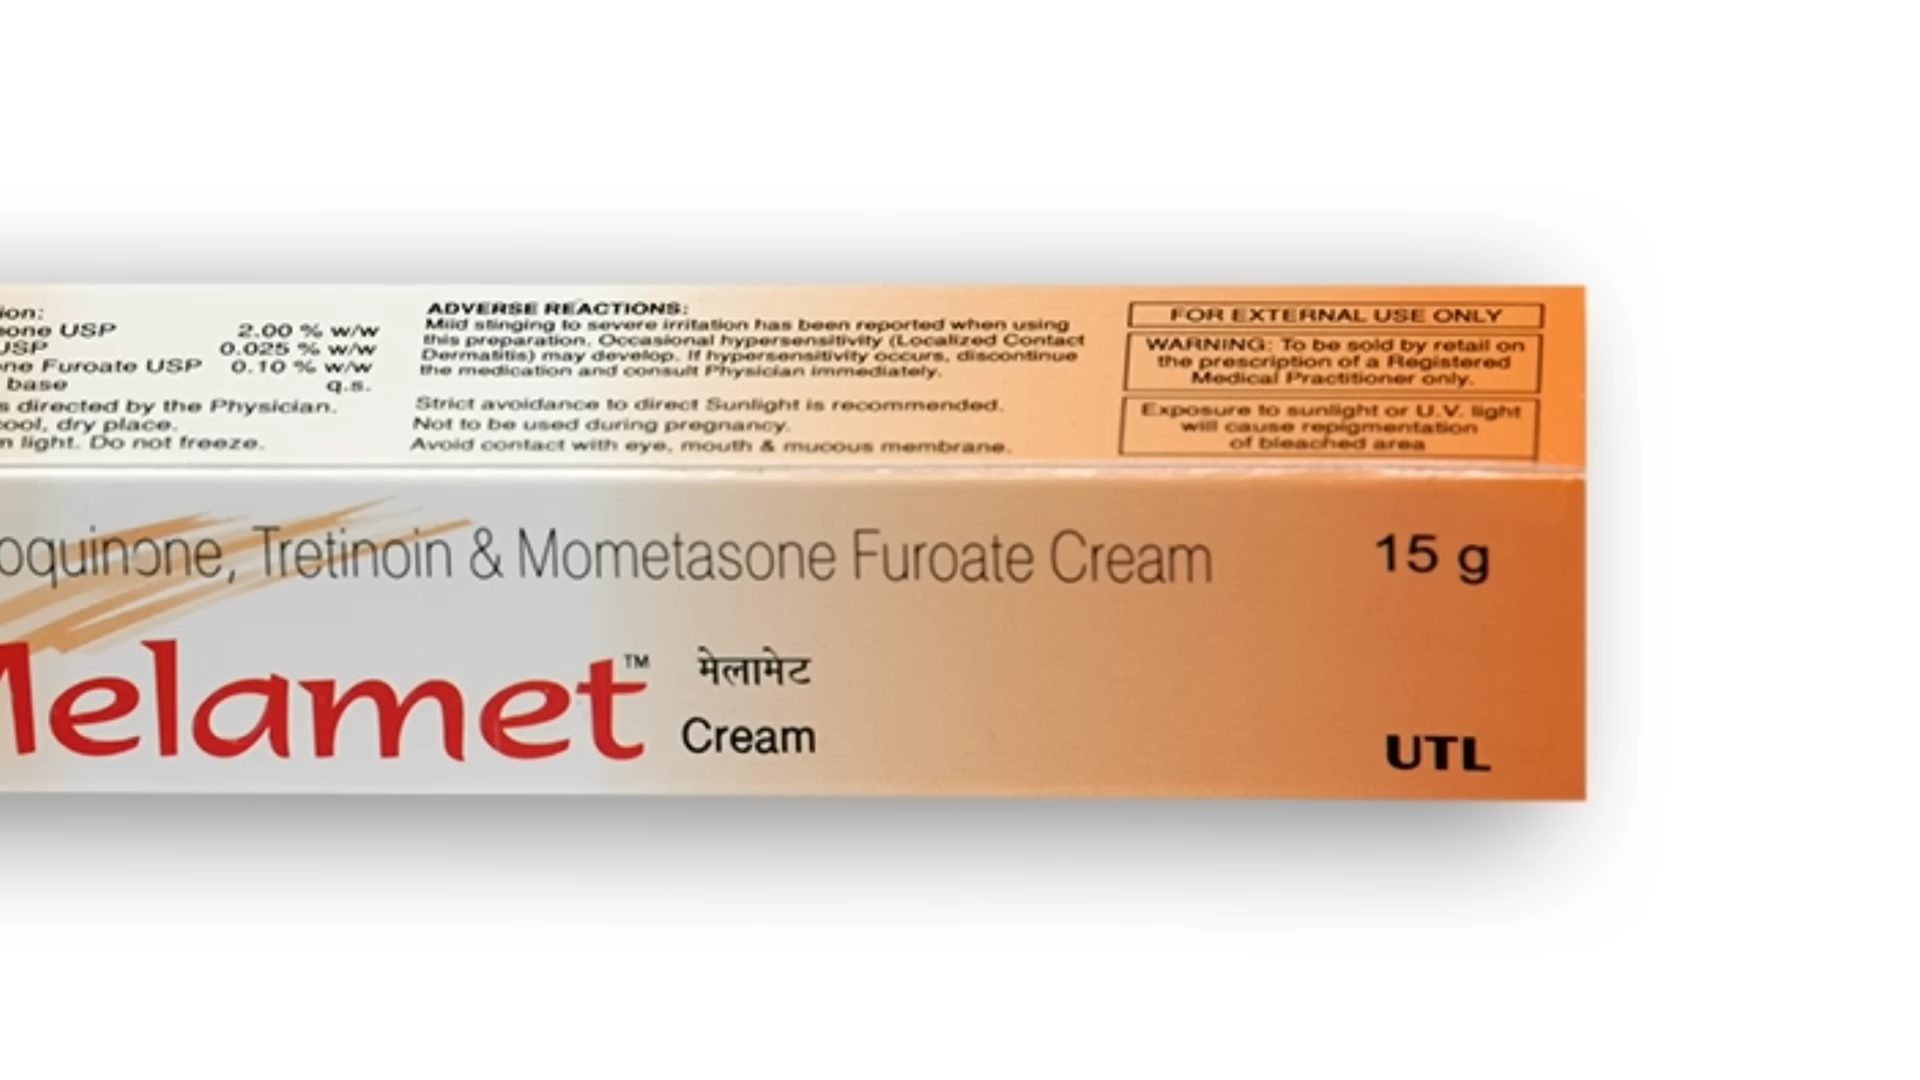 ion:
one USP 2.00 % w/w
USP 0.025 % w/w
ne Furoate USP 0.10 % w/w
base q.s.
s directed by the Physician.
ool, dry place.
m light. Do not freeze.
ADVERSE REACTIONS:
Mild stinging to severe irritation has been reported when using
this preparation. Occasional hypersensitivity (Localized Contact
Dermatitis) may develop. If hypersensitivity occurs, discontinue
the medication and consult Physician immediately.
Strict avoidance to direct Sunlight is recommended.
Not to be used during pregnancy.
Avoid contact with eye, mouth & mucous membrane.
FOR EXTERNAL USE ONLY
WARNING: To be sold by retail on
the prescription of a Registered
Medical Practitioner only.
Exposure to sunlight or U.V. light
will cause repigmentation
of bleached area
oquinone, Tretinoin & Mometasone Furoate Cream
15 g
Melamet™ मेलामेट
Cream
UTL